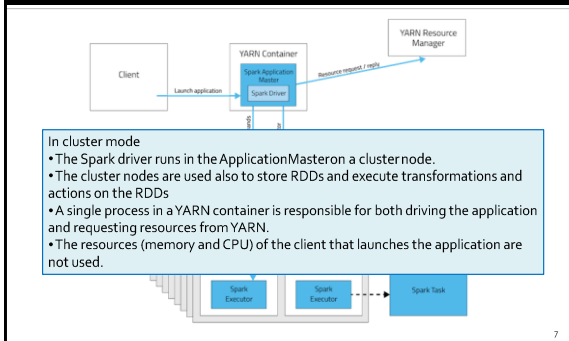 YARN Resource
Manager
YARN Container
Client
Spark Application
Master
Resource request / reply
Launch application
Spark Driver
In cluster mode
•The Spark driver runs in the ApplicationMasteron a clusternode.
•The cluster nodes are used also to store RDDs and execute transformations and
actions on the RDDs
•A single process in a YARN container is responsible for both driving the application
and requesting resources from YARN.
•The resources (memory and CPU) of the client that launches the application are
not used.
Spark
Executor
Spark
Executor
Spark Task
7